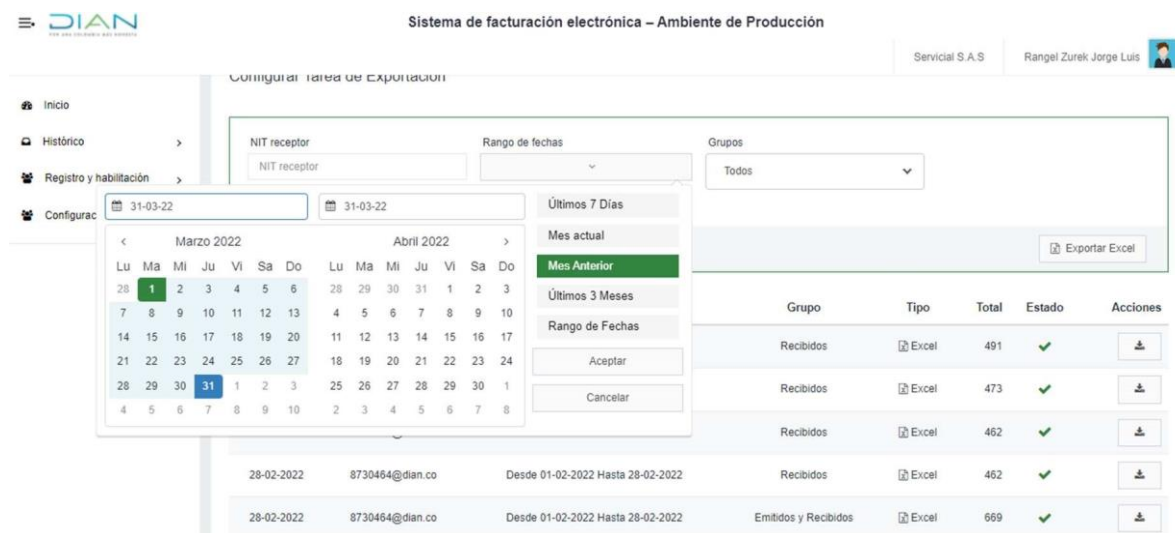 DIAN
POR UNA COLOMBIA MÁS HONESTA
Sistema de facturación electrónica – Ambiente de Producción
Servicial S.A.S
Rangel Zurek Jorge Luis
Configurar Tarea de Exportación
Inicio
Histórico
Registro y habilitación
Configurac
NIT receptor
Rango de fechas
Grupos
NIT receptor
Todos
31-03-22
31-03-22
Marzo 2022
Lu Ma Mi Ju Vi Sa Do
28 1 2 3 4 5 6
7 8 9 10 11 12 13
14 15 16 17 18 19 20
21 22 23 24 25 26 27
28 29 30 31 1 2 3
4 5 6 7 8 9 10
Abril 2022
Lu Ma Mi Ju Vi Sa Do
28 29 30 31 1 2 3
4 5 6 7 8 9 10
11 12 13 14 15 16 17
18 19 20 21 22 23 24
25 26 27 28 29 30 1
2 3 4 5 6 7 8
Últimos 7 Días
Mes actual
Mes Anterior
Últimos 3 Meses
Rango de Fechas
Aceptar
Cancelar
Exportar Excel
Grupo Tipo Total Estado Acciones
Recibidos Excel 491
Recibidos Excel 473
Recibidos Excel 462
28-02-2022 8730464@dian.co Desde 01-02-2022 Hasta 28-02-2022 Recibidos Excel 462
28-02-2022 8730464@dian.co Desde 01-02-2022 Hasta 28-02-2022 Emitidos y Recibidos Excel 669